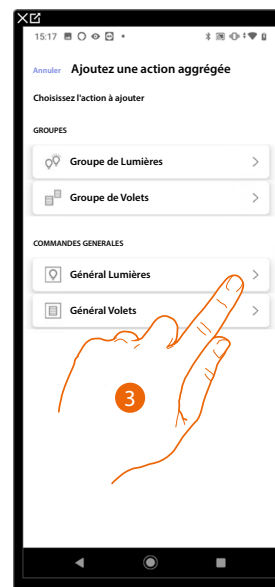 15:17
Annuler Ajoutez une action aggrégée
Choisissez l'action à ajouter
GROUPES
Groupe de Lumières
Groupe de Volets
COMMANDES GENERALES
Général Lumières
Général Volets
3